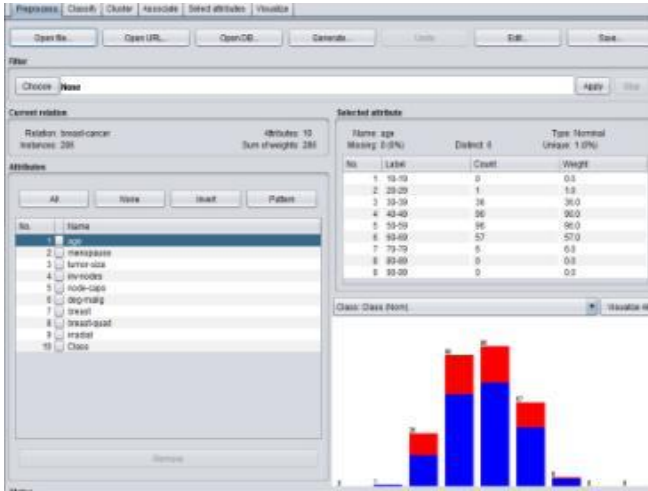 Preprocess Classify Cluster Associate Select attributes Visualize
Open file... Open URL... Open DB... Generate... Undo Edit... Save...
Filter
Choose None Apply Stop
Current relation
Relation: breast-cancer Attributes: 10
Instances: 286 Sum of weights: 286
Attributes
All None Invert Pattern
No. Name
1 age
2 menopause
3 tumor-size
4 inv-nodes
5 node-caps
6 deg-malig
7 breast
8 breast-quad
9 irradiat
10 Class
Remove
Selected attribute
Name: age Type: Nominal
Missing: 0 (0%) Distinct: 6 Unique: 1 (0%)
No. Label Count Weight
1 10-19 0 0.0
2 20-29 1 1.0
3 30-39 36 36.0
4 40-49 90 90.0
5 50-59 96 96.0
6 60-69 57 57.0
7 70-79 6 6.0
8 80-89 0 0.0
9 90-99 0 0.0
Class: Class (Nom)
Status